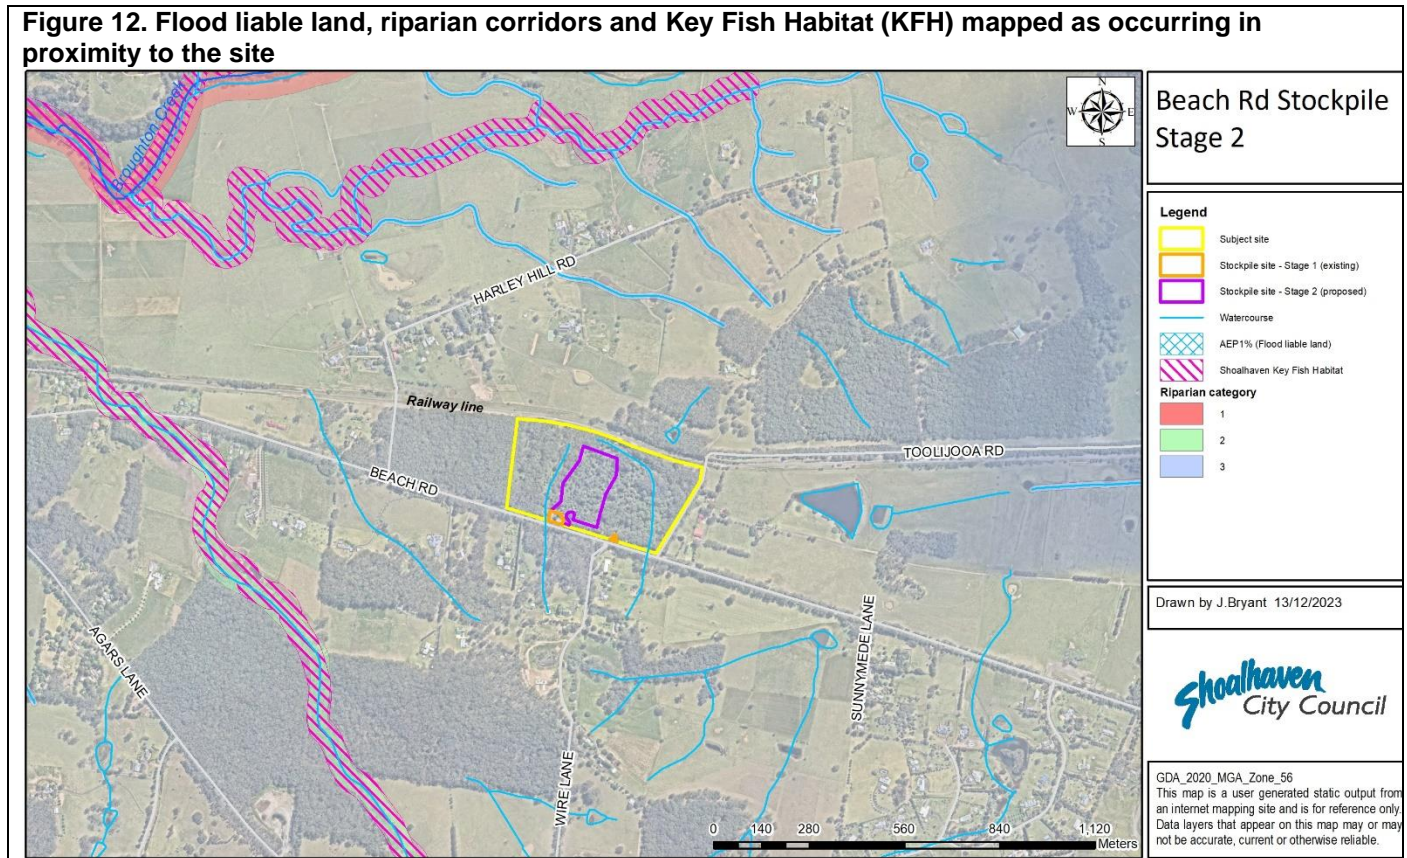 Figure 12. Flood liable land, riparian corridors and Key Fish Habitat (KFH) mapped as occurring in
proximity to the site
Broughton Creek
N
W
E
S
HARLEY HILL RD
Railway line
BEACH RD
TOOLIJOOA RD
AGARS LANE
SUNNYMEDE LANE
WIRE LANE
0 140 280 560 840 1,120
Meters
Beach Rd Stockpile
Stage 2
Legend
Subject site
Stockpile site - Stage 1 (existing)
Stockpile site - Stage 2 (proposed)
Watercourse
AEP1% (Flood liable land)
Shoalhaven Key Fish Habitat
Riparian category
1
2
3
Drawn by J.Bryant 13/12/2023
Shoalhaven
City Council
GDA_2020_MGA_Zone_56
This map is a user generated static output from
an internet mapping site and is for reference only.
Data layers that appear on this map may or may
not be accurate, current or otherwise reliable.